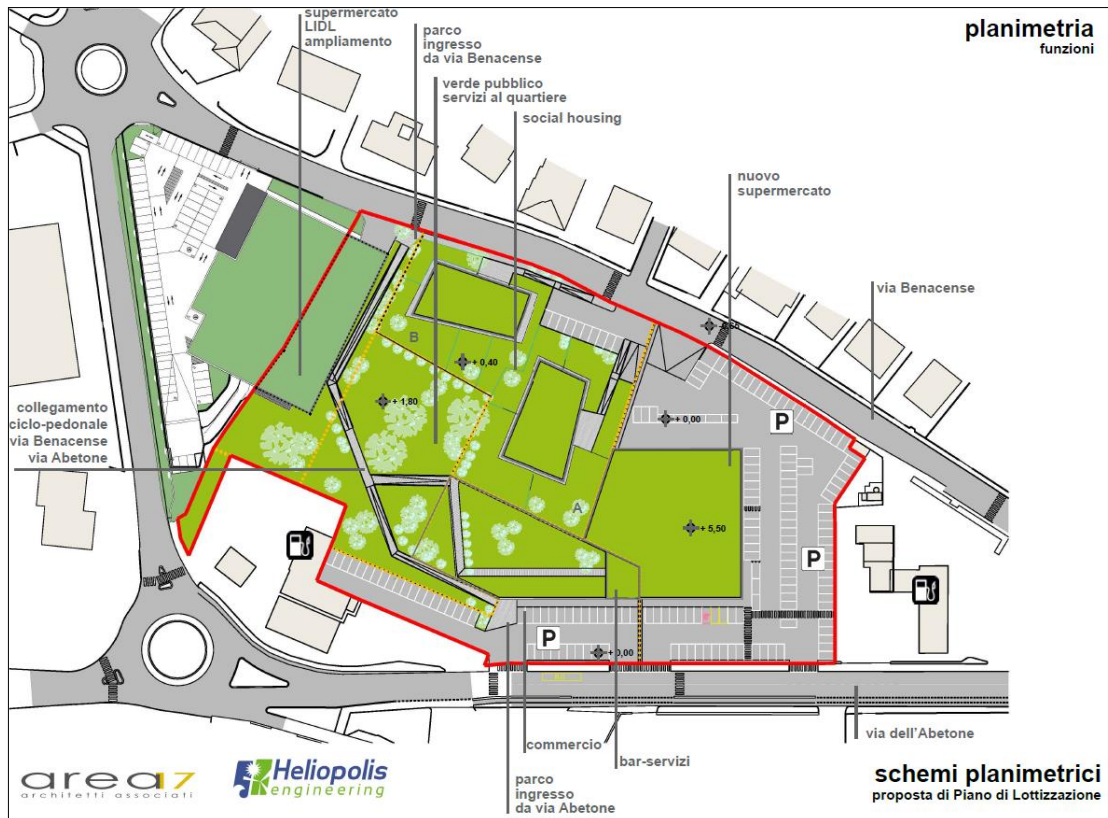 planimetria
funzioni
supermercato
LIDL
ampliamento
parco
ingresso
da via Benacense
verde pubblico
servizi al quartiere
social housing
nuovo
supermercato
via Benacense
B
+ 0,40
+ 1,80
+ 0,00
P
collegamento
ciclo-pedonale
via Benacense
via Abetone
A
+ 5,50
P
P
+ 0,00
commercio
bar-servizi
via dell'Abetone
parco
ingresso
da via Abetone
area17
architetti associati
Heliopolis
engineering
schemi planimetrici
proposta di Piano di Lottizzazione